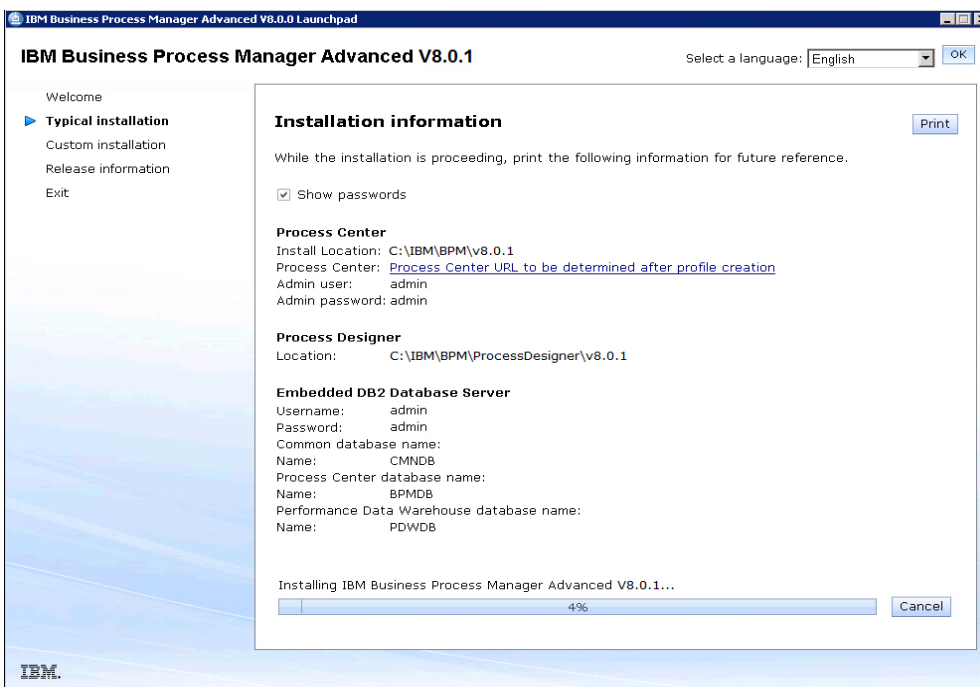 IBM Business Process Manager Advanced V8.0.0 Launchpad
IBM Business Process Manager Advanced V8.0.1
Select a language: English OK
Welcome
Typical installation
Custom installation
Release information
Exit
Installation information
Print
While the installation is proceeding, print the following information for future reference.
Show passwords
Process Center
Install Location: C:\IBM\BPM\v8.0.1
Process Center: Process Center URL to be determined after profile creation
Admin user: admin
Admin password: admin
Process Designer
Location: C:\IBM\BPM\ProcessDesigner\v8.0.1
Embedded DB2 Database Server
Username: admin
Password: admin
Common database name:
Name: CMNDB
Process Center database name:
Name: BPMDB
Performance Data Warehouse database name:
Name: PDWDB
Installing IBM Business Process Manager Advanced V8.0.1...
4%
Cancel
IBM.